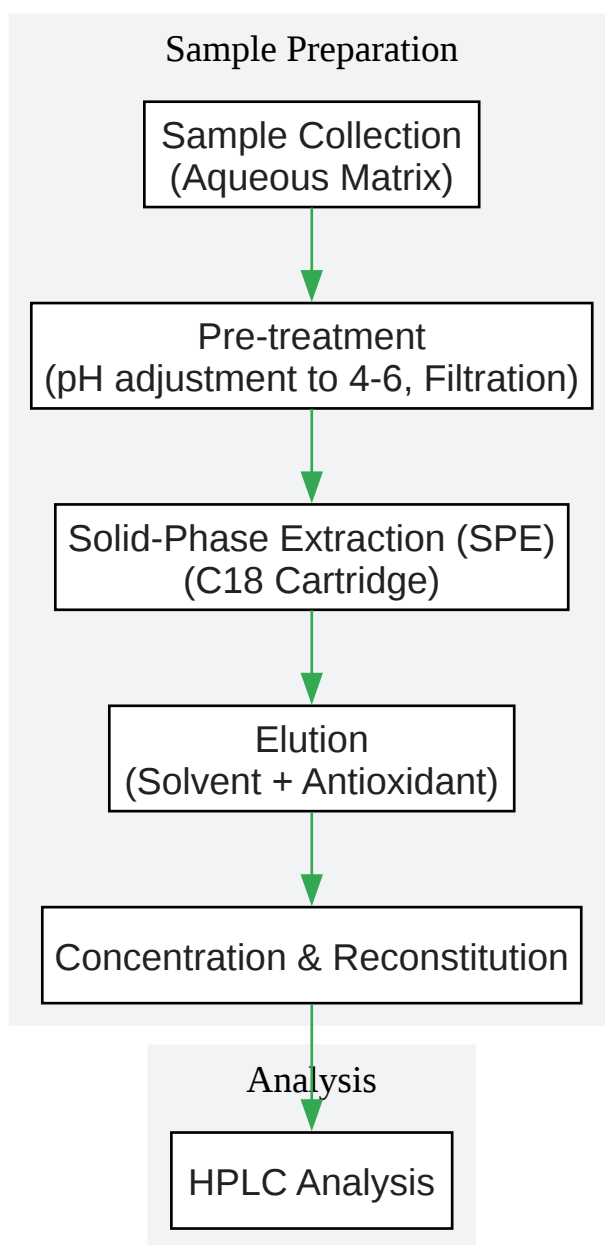 Sample Preparation
Sample Collection
(Aqueous Matrix)
Pre-treatment
(pH adjustment to 4-6, Filtration)
Solid-Phase Extraction (SPE)
(C18 Cartridge)
Elution
(Solvent + Antioxidant)
Concentration & Reconstitution
Analysis
HPLC Analysis